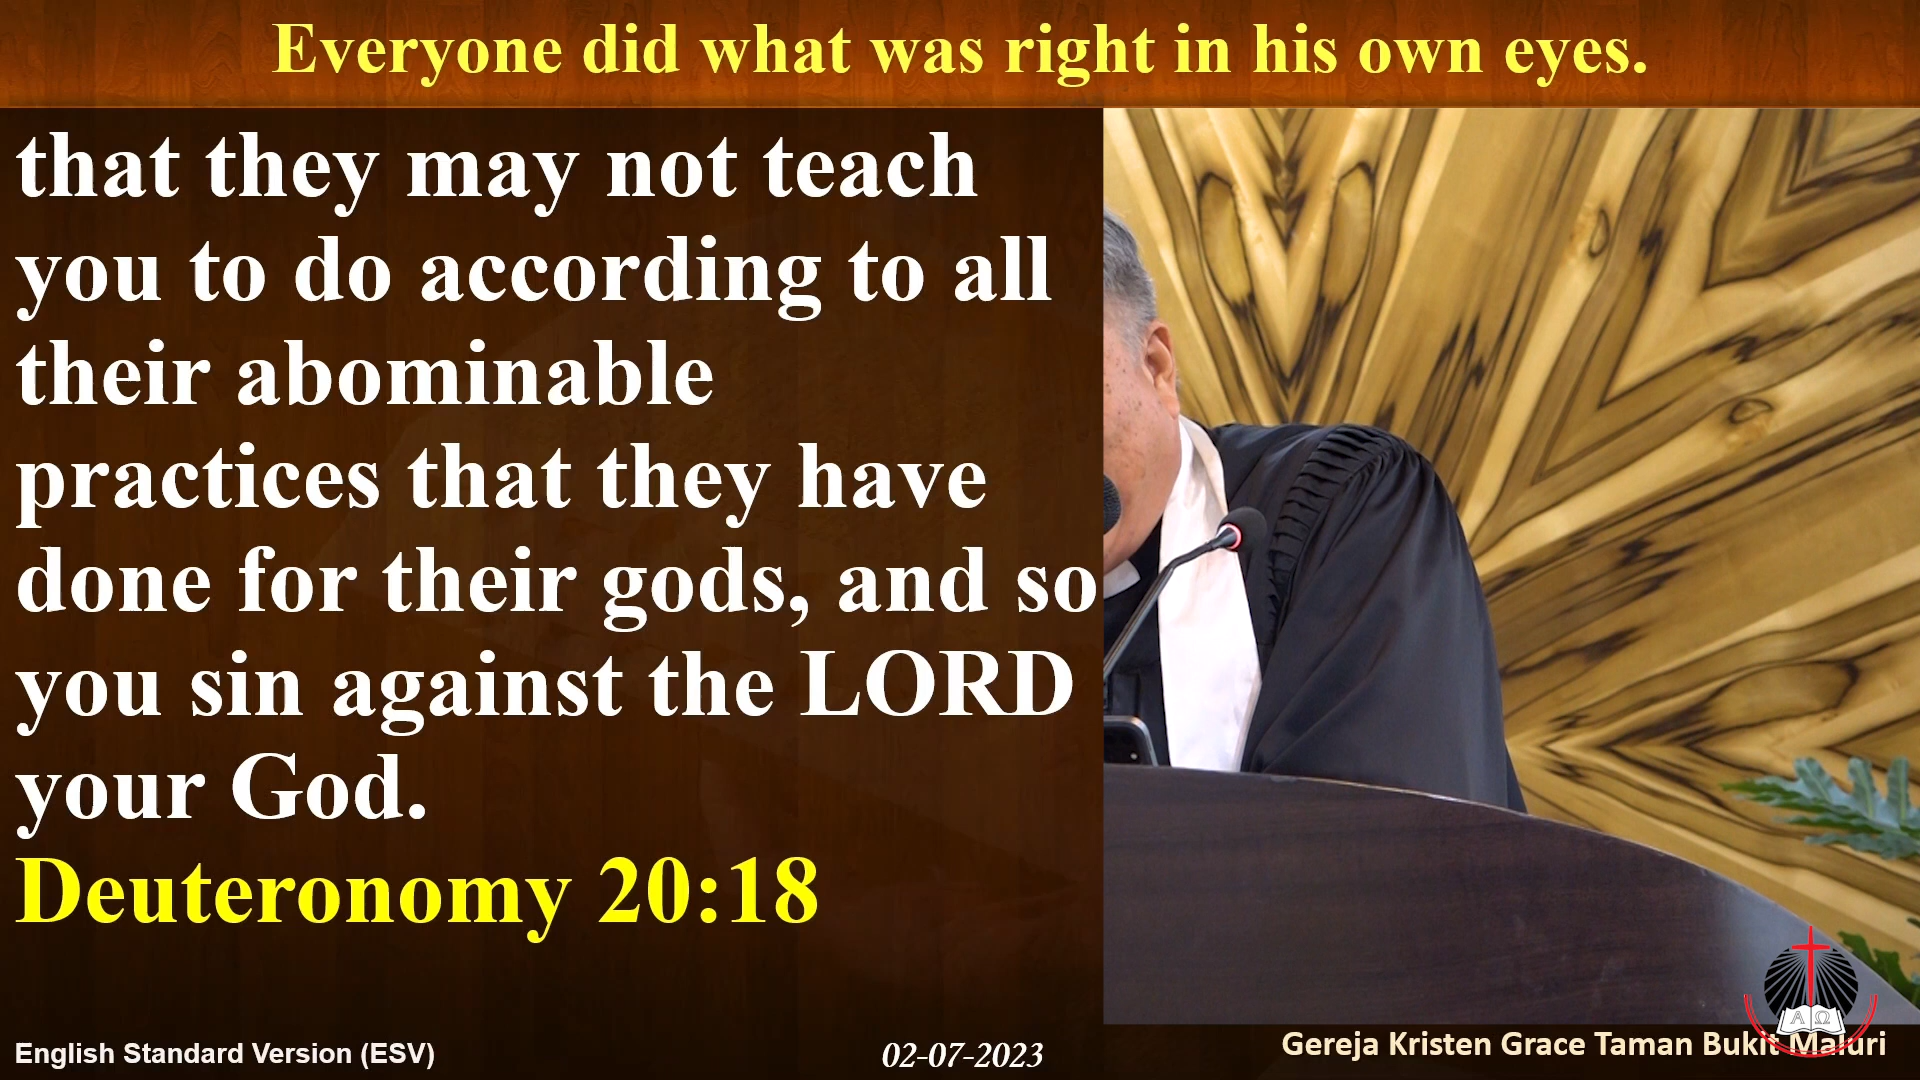 Everyone did what was right in his own eyes.
that they may not teach
you to do according to all
their abominable
practices that they have
done for their gods, and so
you sin against the LORD
your God.
Deuteronomy 20:18
English Standard Version (ESV)
02-07-2023
Gereja Kristen Grace Taman Bukit Maluri
Α Ω